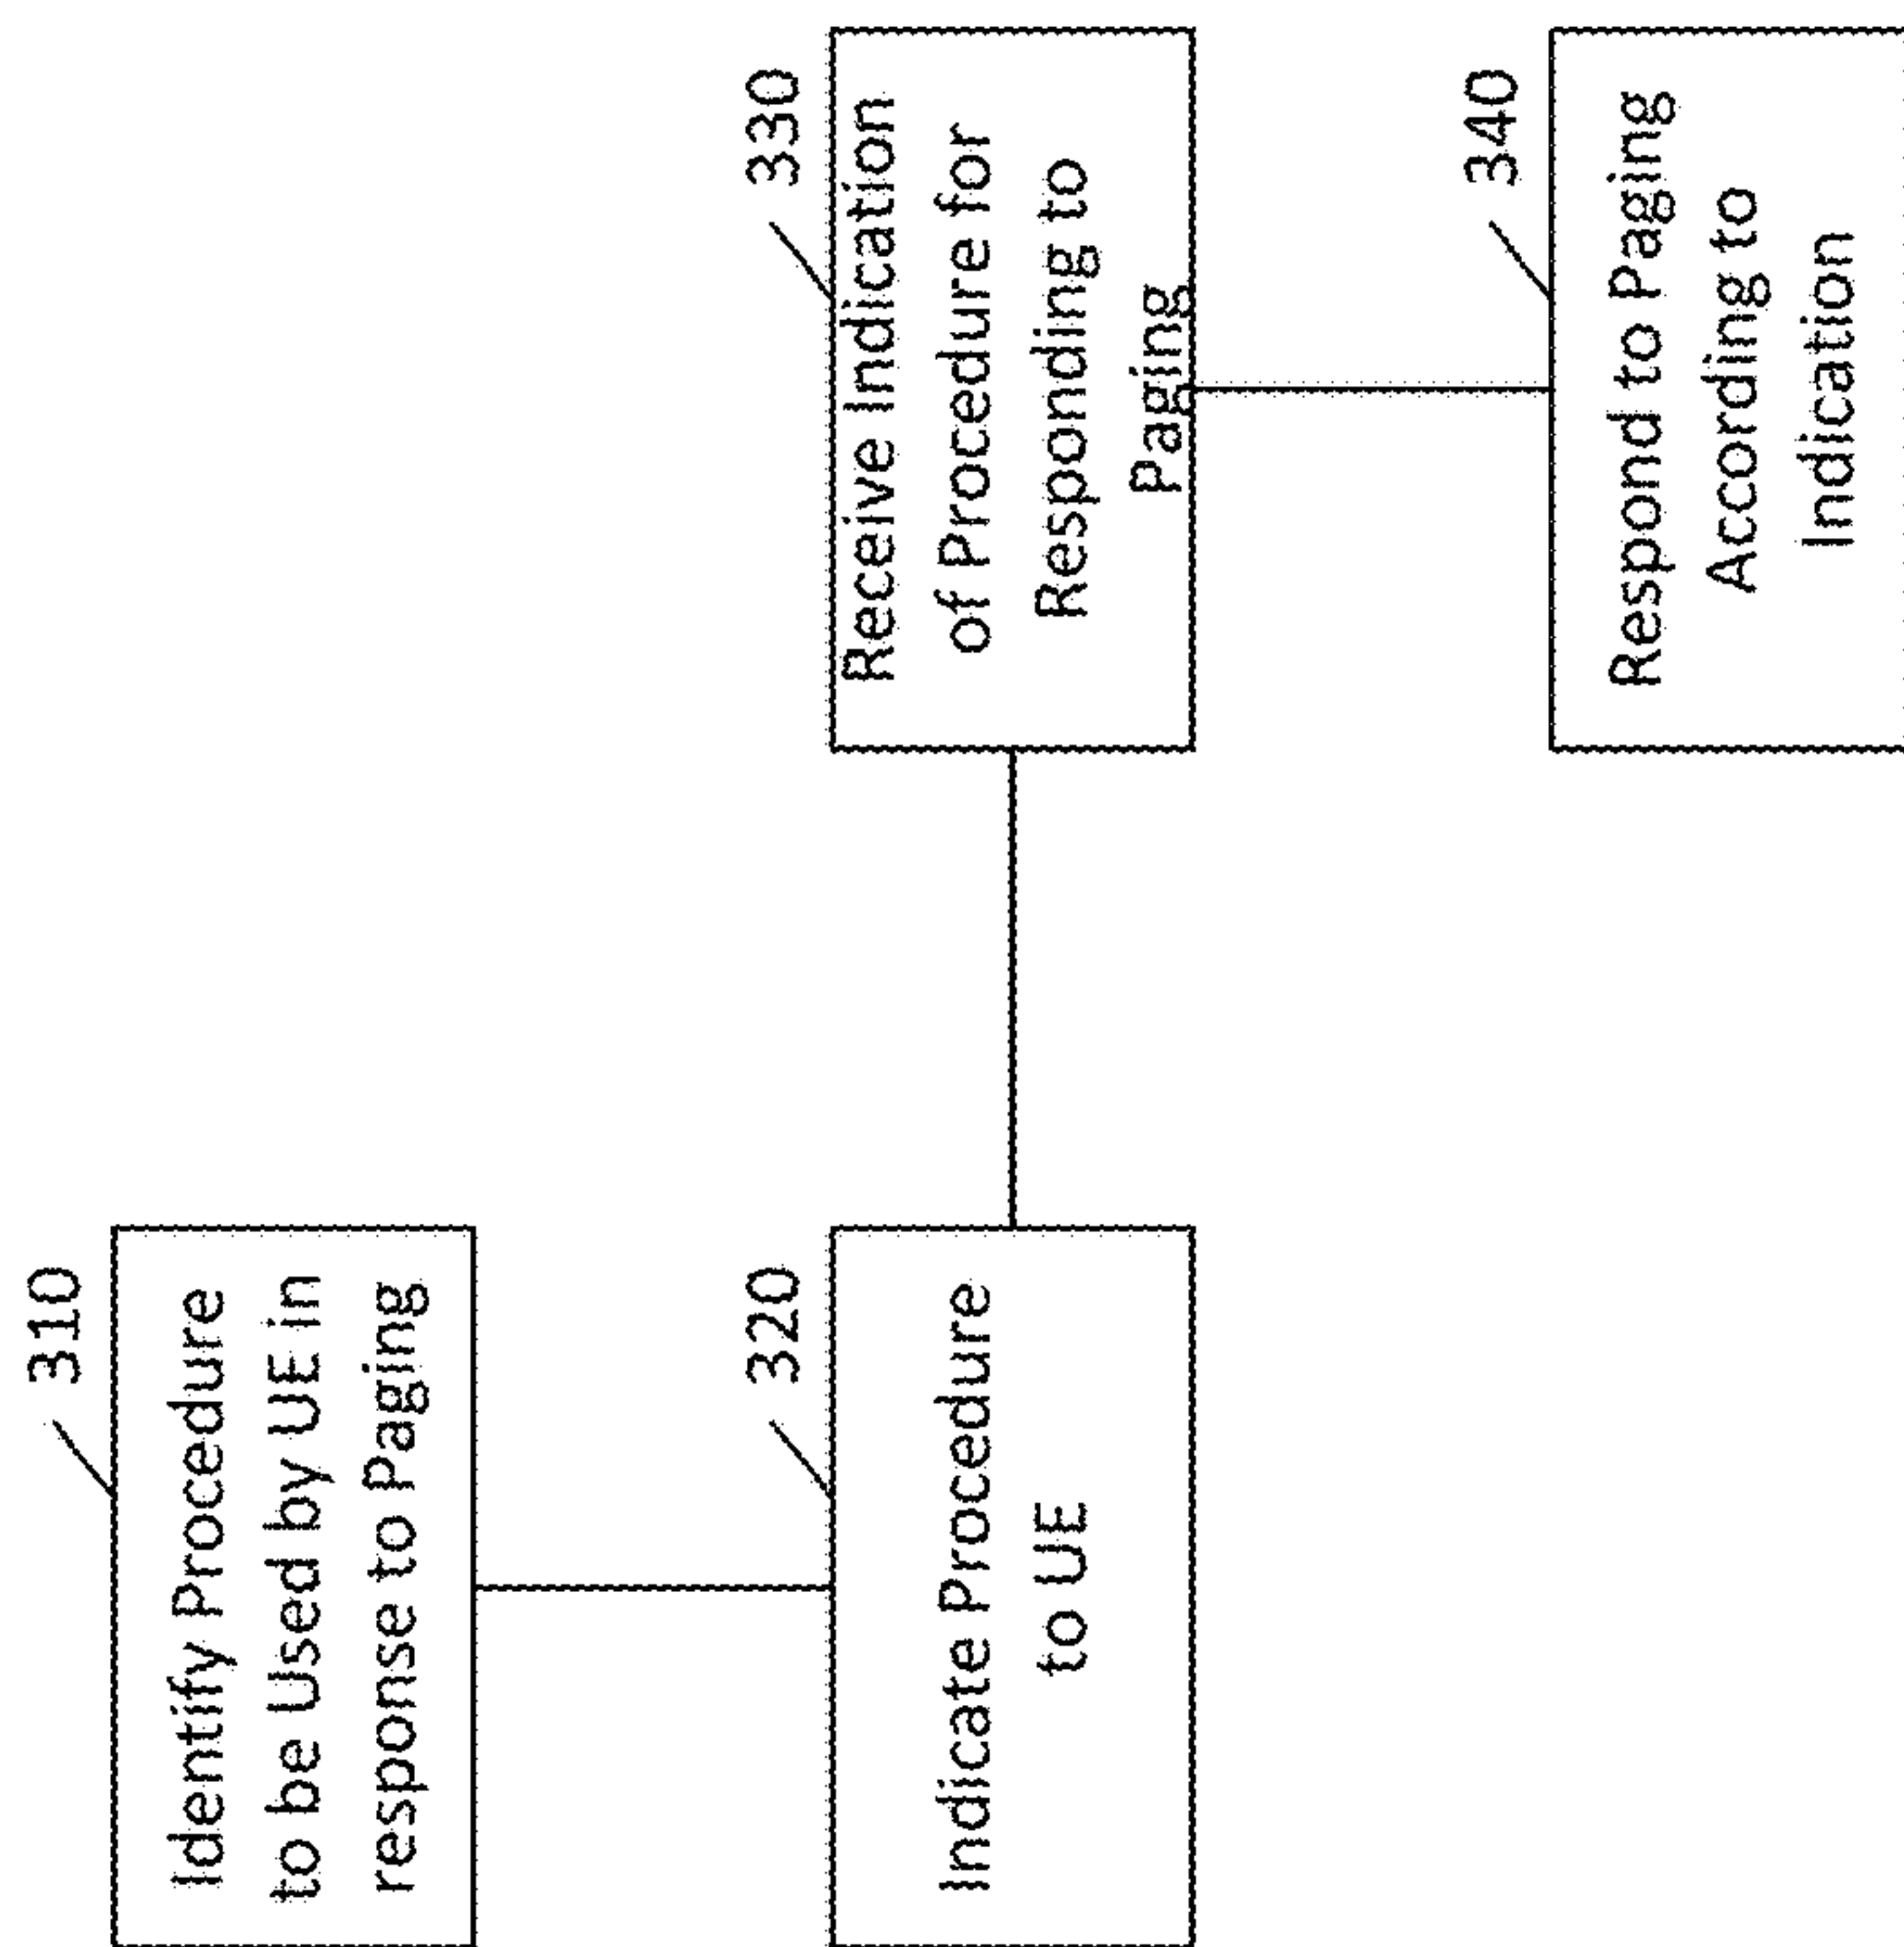 310
Identify Procedure
to be Used by UE in
response to Paging
320
Indicate Procedure
to UE
330
Receive Indication
of Procedure for
Responding to
Paging
340
Respond to Paging
According to
Indication